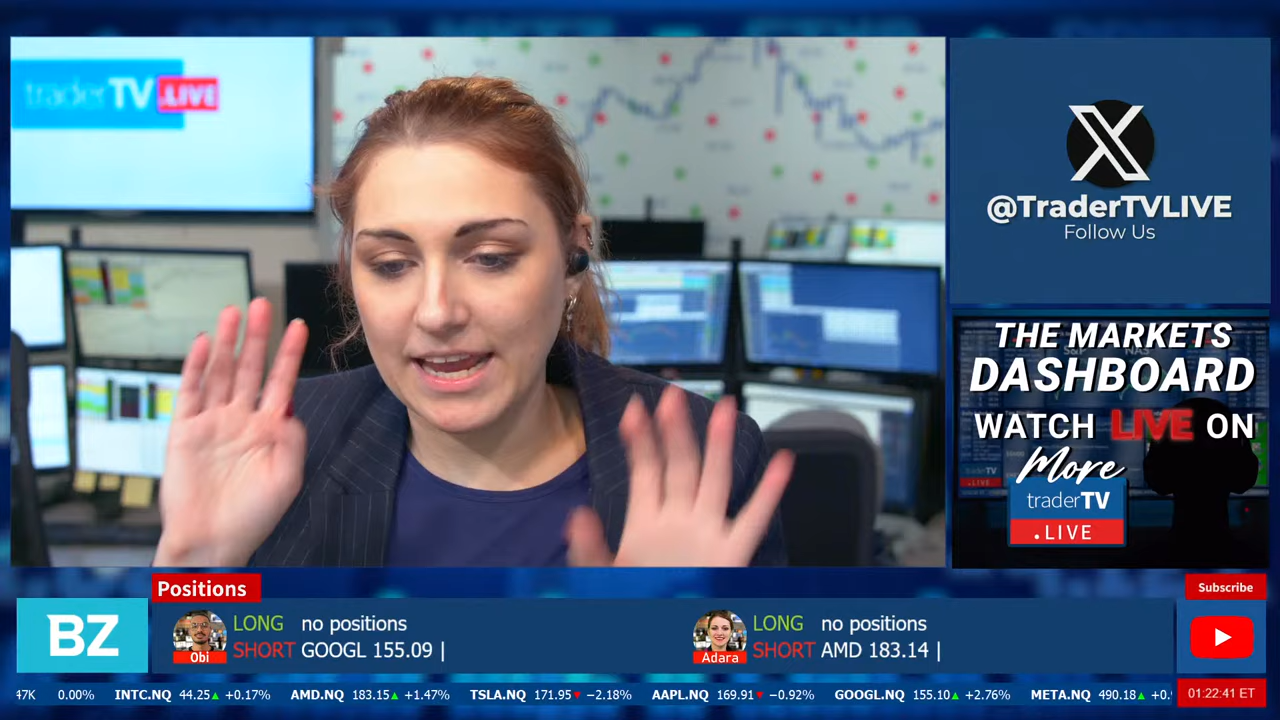 traderTV.LIVE
@TraderTVLIVE
Follow Us
THE MARKETS
DASHBOARD
WATCH LIVE ON
More
traderTV
.LIVE
Positions
BZ
Obi
LONG no positions
SHORT GOOGL 155.09 |
Adara
LONG no positions
SHORT AMD 183.14 |
Subscribe
47K 0.00% INTC.NQ 44.25▲ +0.17% AMD.NQ 183.15▲ +1.47% TSLA.NQ 171.95▼ −2.18% AAPL.NQ 169.91▼ −0.92% GOOGL.NQ 155.10▲ +2.76% META.NQ 490.18▲ +0.
01:22:41 ET